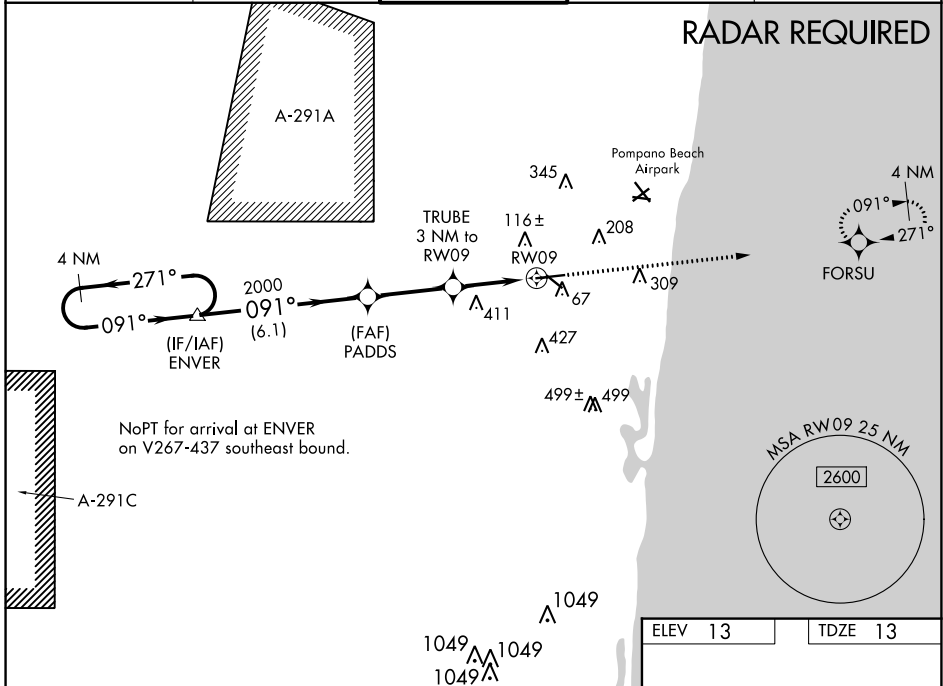 RADAR REQUIRED
A-291A
Pompano Beach
Airpark
345
4 NM
091°
271°
FORSU
TRUBE
3 NM to
RW09
116±
208
RW09
4 NM
271°
2000
091°
091°
(6.1)
67
309
411
(IF/IAF)
ENVER
(FAF)
PADDS
427
499±
499
NoPT for arrival at ENVER
on V267-437 southeast bound.
MSA RW09 25 NM
2600
A-291C
1049
1049
1049
1049
ELEV 13
TDZE 13